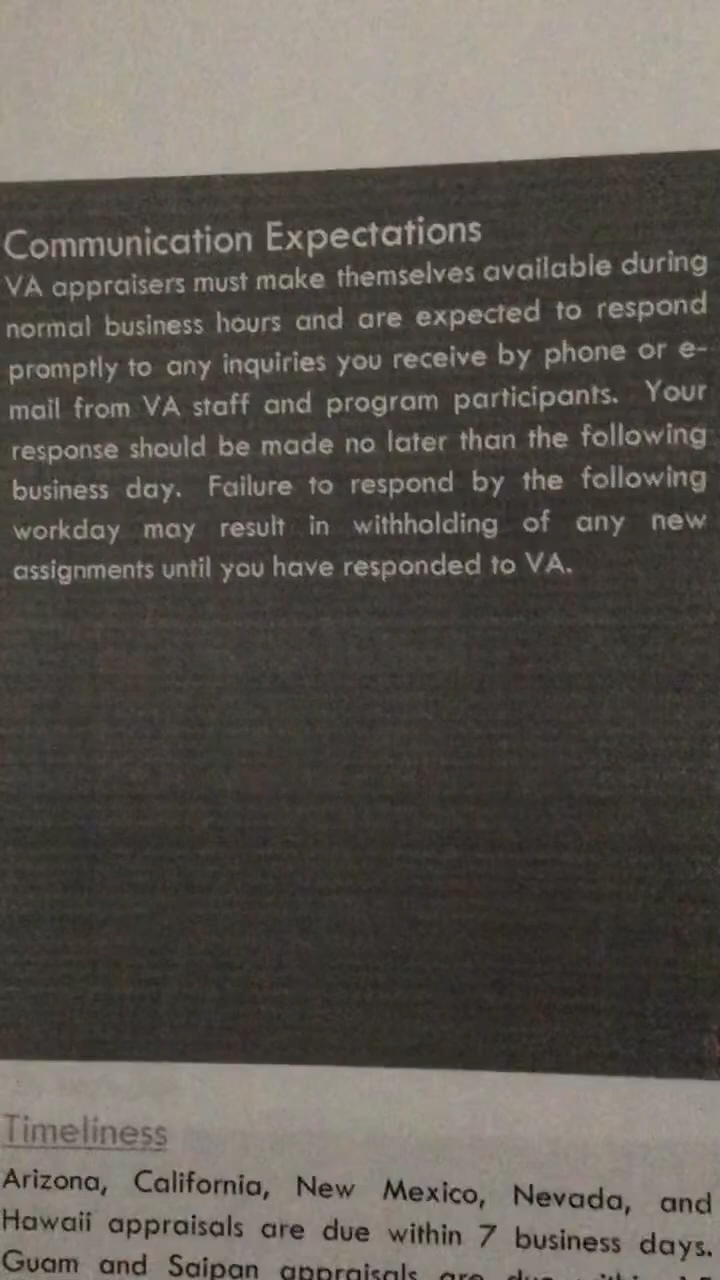 Communication Expectations
VA appraisers must make themselves available during
normal business hours and are expected to respond
promptly to any inquiries you receive by phone or e-
mail from VA staff and program participants. Your
response should be made no later than the following
business day. Failure to respond by the following
workday may result in withholding of any new
assignments until you have responded to VA.
Timeliness
Arizona, California, New Mexico, Nevada, and
Hawaii appraisals are due within 7 business days.
Guam and Saipan appraisals are due